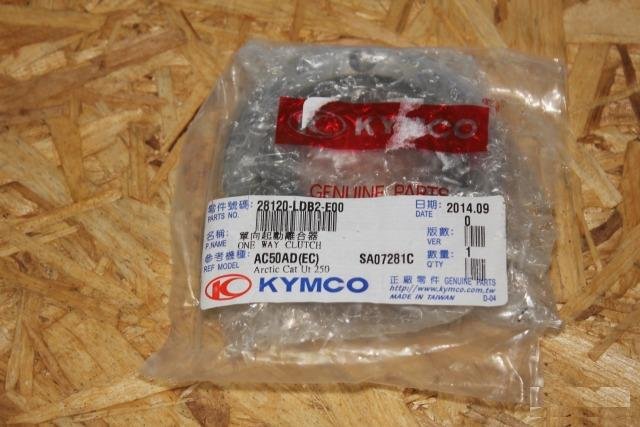 KYMCO
GENUINE PARTS
零件號碼: 28120-LDB2-E00
PARTS NO.
日期 2014.09
DATE
名稱: 單向起動離合器
P.NAME ONE WAY CLUTCH
版數: 0
VER
參考機種: AC50AD(EC) SA07281C
REF MODEL Arctic Cat Ut 250
數量: 1
Q'TY
KYMCO
正廠零件 GENUINE PARTS
http://www.kymco.com.tw
MADE IN TAIWAN D-04